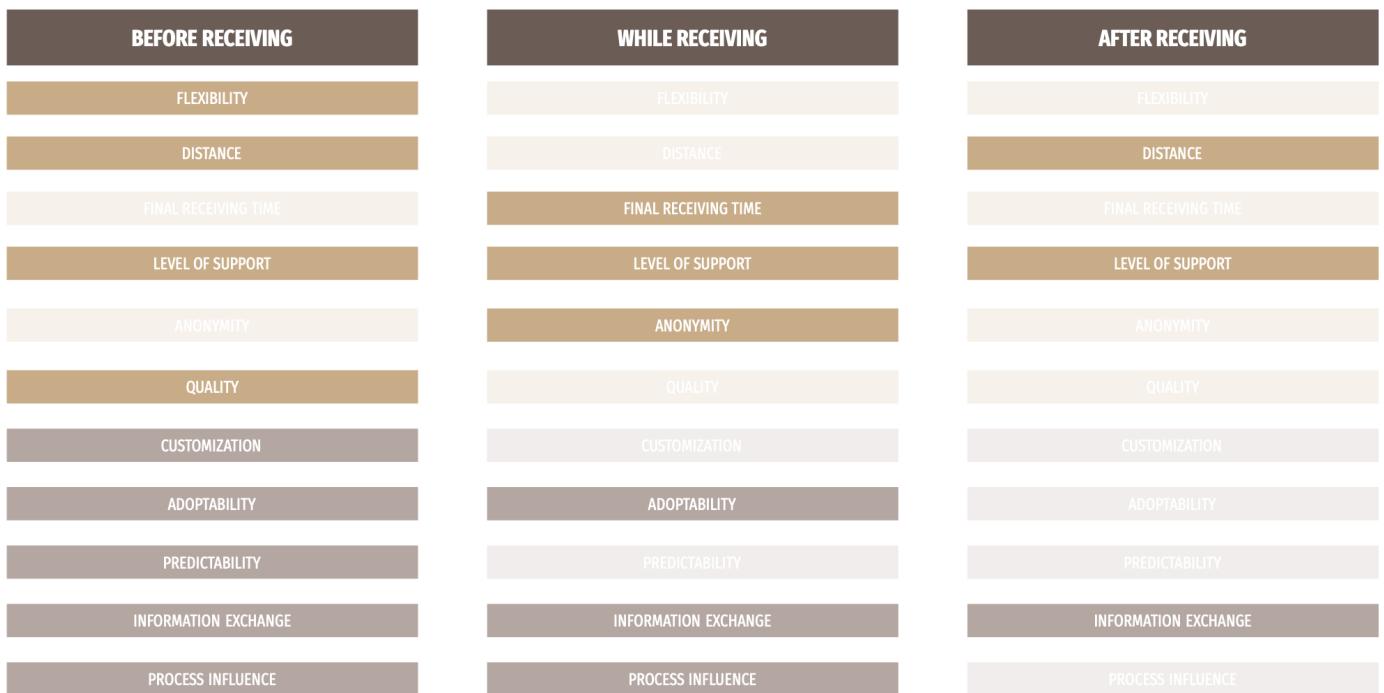 BEFORE RECEIVING
WHILE RECEIVING
AFTER RECEIVING
FLEXIBILITY
FLEXIBILITY
FLEXIBILITY
DISTANCE
DISTANCE
DISTANCE
FINAL RECEIVING TIME
FINAL RECEIVING TIME
FINAL RECEIVING TIME
LEVEL OF SUPPORT
LEVEL OF SUPPORT
LEVEL OF SUPPORT
ANONYMITY
ANONYMITY
ANONYMITY
QUALITY
QUALITY
QUALITY
CUSTOMIZATION
CUSTOMIZATION
CUSTOMIZATION
ADOPTABILITY
ADOPTABILITY
ADOPTABILITY
PREDICTABILITY
PREDICTABILITY
PREDICTABILITY
INFORMATION EXCHANGE
INFORMATION EXCHANGE
INFORMATION EXCHANGE
PROCESS INFLUENCE
PROCESS INFLUENCE
PROCESS INFLUENCE